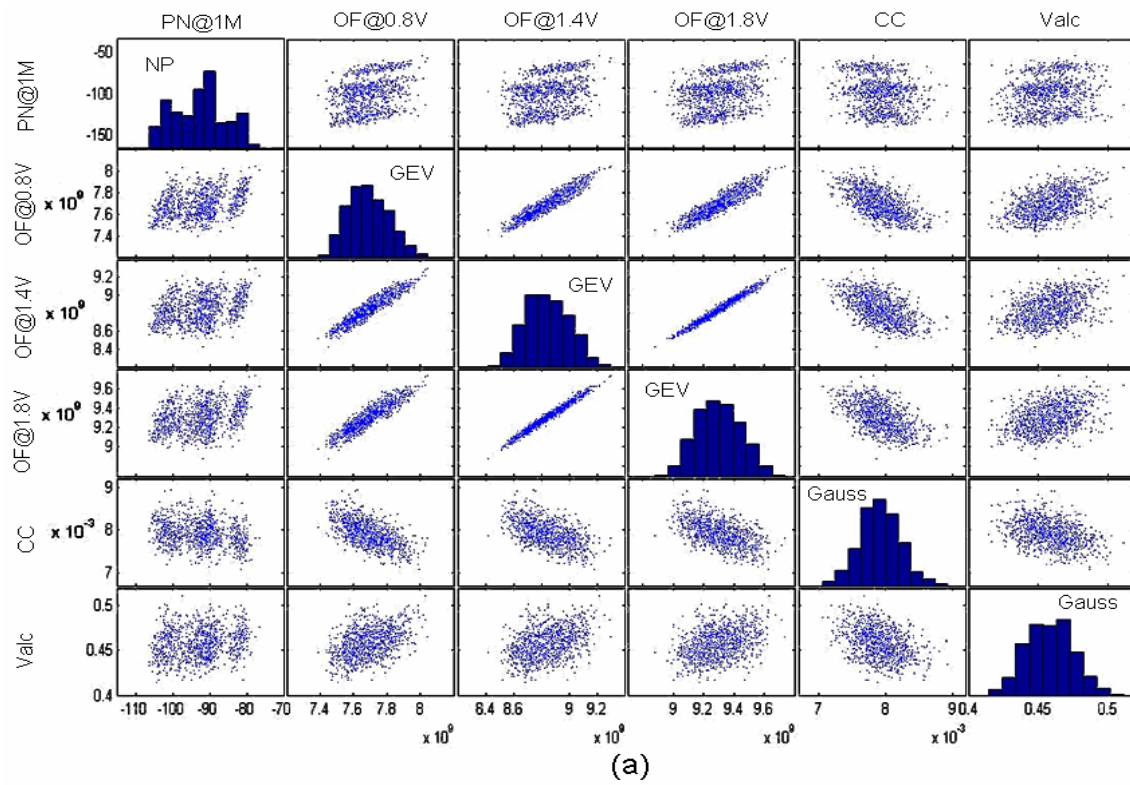 PN@1M OF@0.8V OF@1.4V OF@1.8V CC Valc
PN@1M
-50
-100
-150
NP
OF@0.8V
8
7.8
7.6
7.4
x 10⁹
GEV
OF@1.4V
9.2
9
8.8
8.6
8.4
x 10⁹
GEV
OF@1.8V
9.6
9.4
9.2
9
x 10⁹
GEV
CC
9
8
7
x 10⁻³
Gauss
Valc
0.5
0.45
0.4
Gauss
-110 -100 -90 -80 -70
7.4 7.6 7.8 8
8.4 8.6 9 9.2
9 9.2 9.4 9.6
7 8 9
0.4 0.45 0.5
x 10⁹ x 10⁹ x 10⁹ x 10⁻³
(a)